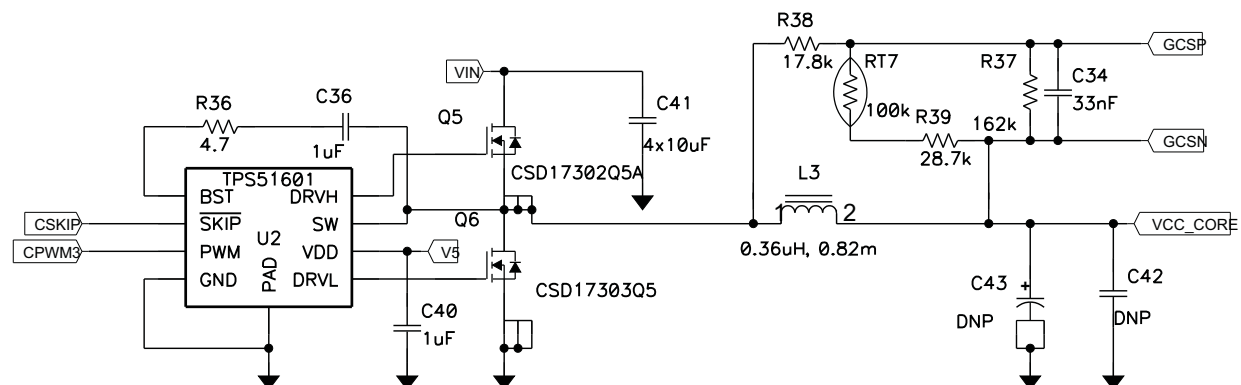 R38
17.8k
GCSP
RT7
100k
R37
C34
33nF
R39
28.7k
162k
GCSN
VIN
C41
4x10uF
Q5
CSD17302Q5A
R36
4.7
C36
1uF
TPS51601
BST
DRVH
SKIP
SW
U2
PWM
VDD
GND
PAD
DRVL
CSKIP
CPWM3
V5
Q6
CSD17303Q5
C40
1uF
L3
1
2
0.36uH, 0.82m
VCC_CORE
C43
+
DNP
C42
DNP